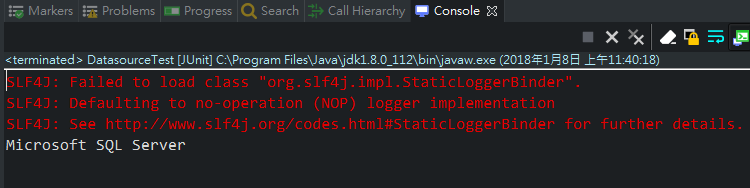 Markers Problems Progress Search Call Hierarchy Console
<terminated> DatasourceTest [JUnit] C:\Program Files\Java\jdk1.8.0_112\bin\javaw.exe (2018年1月8日 上午11:40:18)
SLF4J: Failed to load class "org.slf4j.impl.StaticLoggerBinder".
SLF4J: Defaulting to no-operation (NOP) logger implementation
SLF4J: See http://www.slf4j.org/codes.html#StaticLoggerBinder for further details.
Microsoft SQL Server